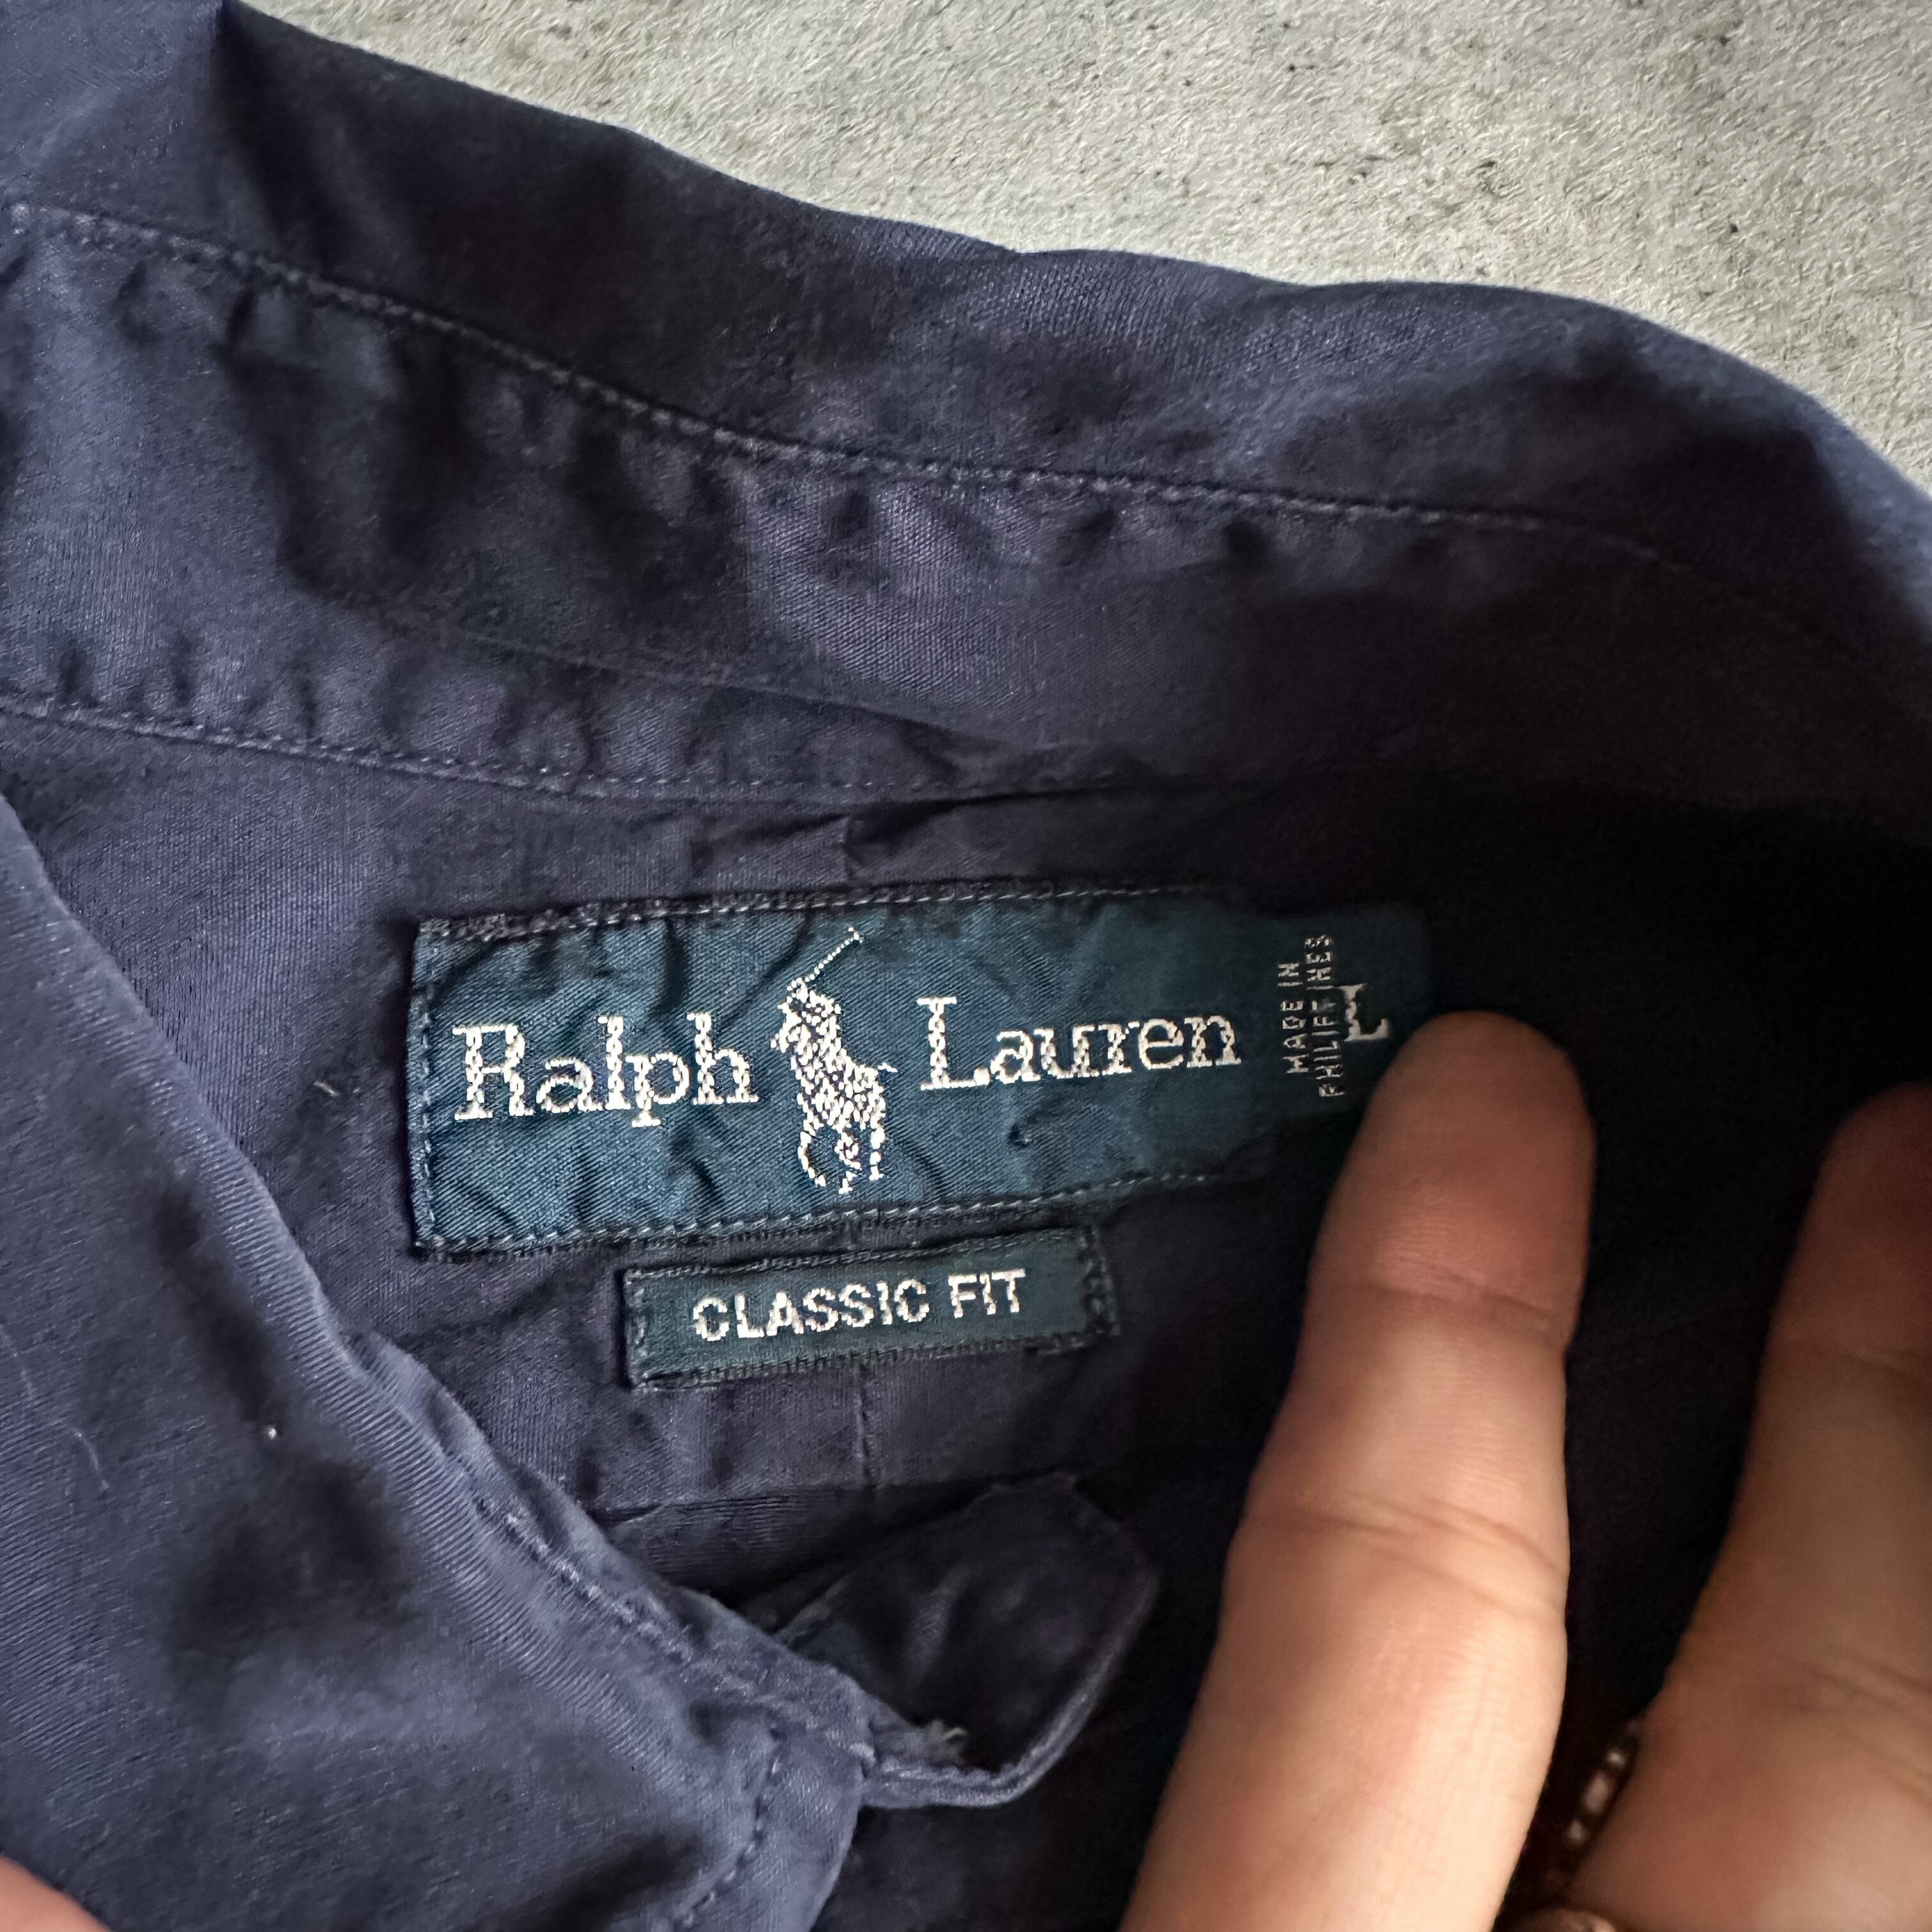 Ralph Lauren
MADE IN
PHILIPPINES
L
CLASSIC FIT